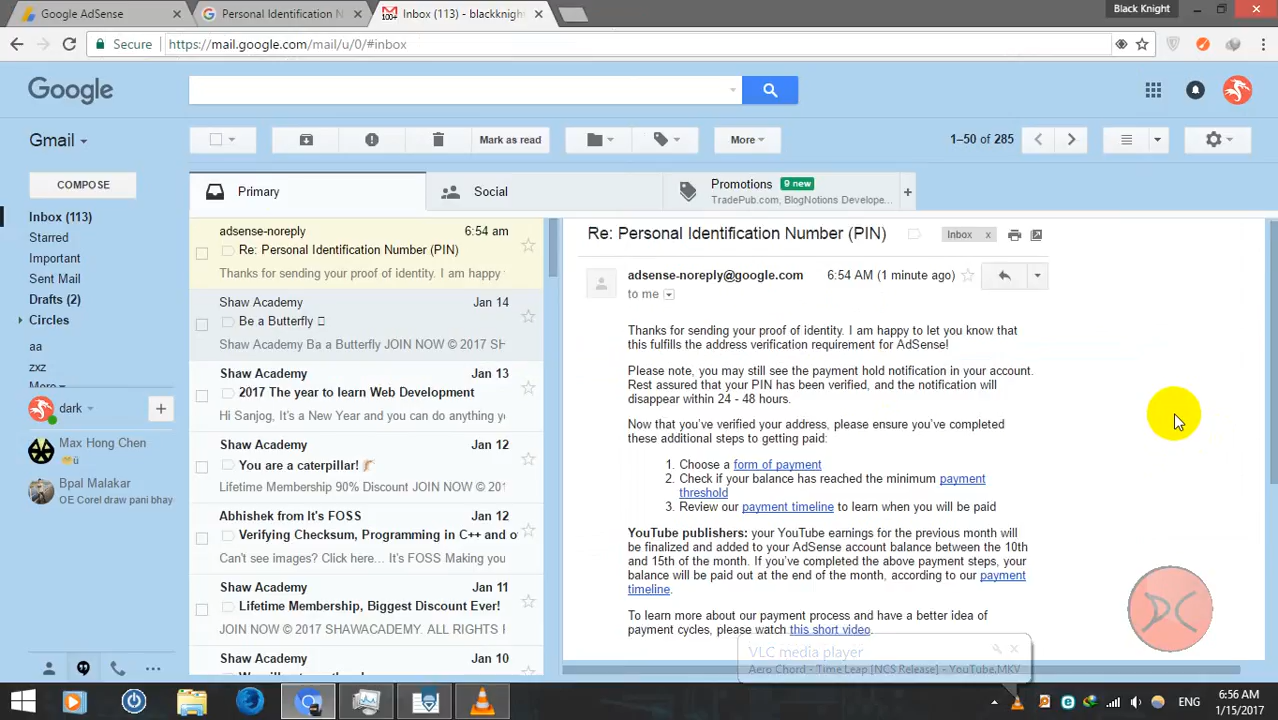 Google AdSense
Personal Identification N
Inbox (113) - blackknigh
Black Knight
Secure
https://mail.google.com/mail/u/0/#inbox
Google
Gmail
Mark as read
More
1–50 of 285
COMPOSE
Primary
Social
Promotions
9 new
TradePub.com, BlogNotions Develope...
Inbox (113)
Starred
Important
Sent Mail
Drafts (2)
Circles
aa
zxz
More
dark
Max Hong Chen
Bpal Malakar
OE Corel draw pani bhay
adsense-noreply 6:54 am
Re: Personal Identification Number (PIN)
Thanks for sending your proof of identity. I am happy
Shaw Academy Jan 14
Be a Butterfly
Shaw Academy Ba a Butterfly JOIN NOW © 2017 SHAW
Shaw Academy Jan 13
2017 The year to learn Web Development
Hi Sanjog, It's a New Year and you can do anything y
Shaw Academy Jan 12
You are a caterpillar!
Lifetime Membership 90% Discount JOIN NOW © 201
Abhishek from It's FOSS Jan 12
Verifying Checksum, Programming in C++ and o
Can't see images? Click here... It's FOSS Making you
Shaw Academy Jan 11
Lifetime Membership, Biggest Discount Ever!
JOIN NOW © 2017 SHAWACADEMY. ALL RIGHTS F
Shaw Academy Jan 10
Re: Personal Identification Number (PIN)
Inbox x
adsense-noreply@google.com 6:54 AM (1 minute ago)
to me
Thanks for sending your proof of identity. I am happy to let you know that
this fulfills the address verification requirement for AdSense!
Please note, you may still see the payment hold notification in your account.
Rest assured that your PIN has been verified, and the notification will
disappear within 24 - 48 hours.
Now that you've verified your address, please ensure you've completed
these additional steps to getting paid:
1. Choose a form of payment
2. Check if your balance has reached the minimum payment
threshold
3. Review our payment timeline to learn when you will be paid
YouTube publishers: your YouTube earnings for the previous month will
be finalized and added to your AdSense account balance between the 10th
and 15th of the month. If you've completed the above payment steps, your
balance will be paid out at the end of the month, according to our payment
timeline.
To learn more about our payment process and have a better idea of
payment cycles, please watch this short video.
VLC media player
Aero Chord - Time Leap [NCS Release] - YouTube.MKV
DC
ENG
6:56 AM
1/15/2017